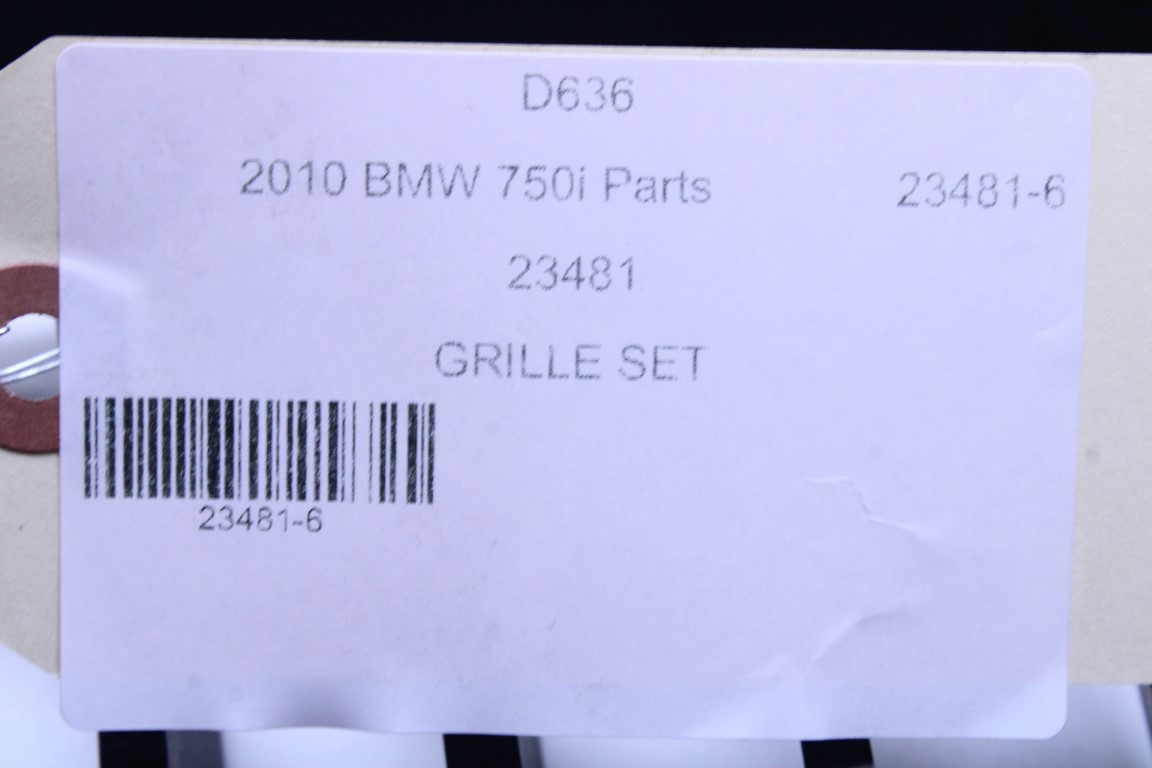 D636
2010 BMW 750i Parts 23481-6
23481
GRILLE SET
23481-6